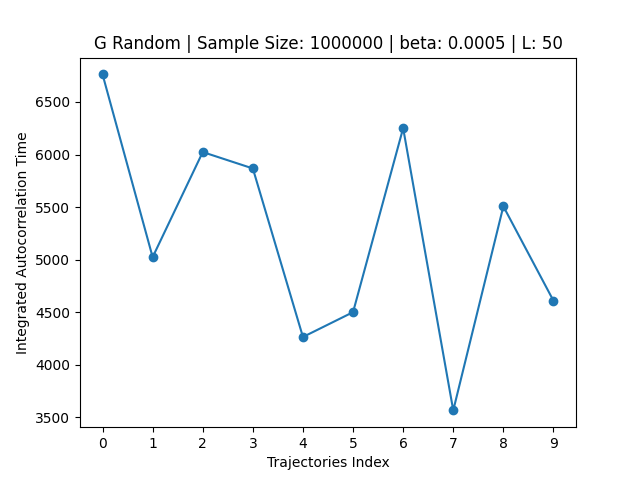 G Random | Sample Size: 1000000 | beta: 0.0005 | L: 50
Integrated Autocorrelation Time
6500
6000
5500
5000
4500
4000
3500
0 1 2 3 4 5 6 7 8 9
Trajectories Index